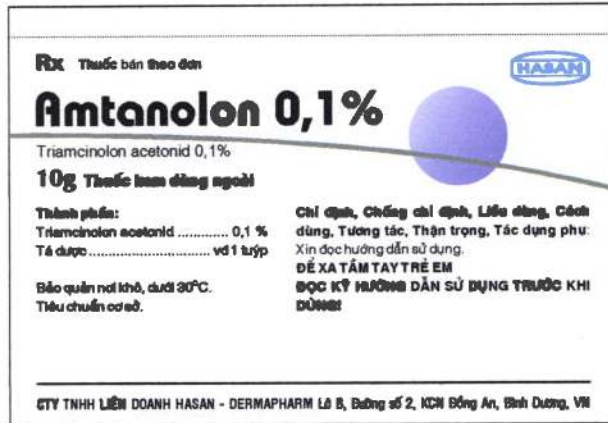 Rx Thuốc bán theo đơn
HASAN
Amtanolon 0,1%
Triamcinolon acetonid 0,1%
10g Thuốc kem dùng ngoài
Thành phần:
Triamcinolon acetonid ............ 0,1 %
Tá dược ........................ vđ 1 tuýp
Bảo quản nơi khô, dưới 30°C.
Tiêu chuẩn cơ sở.
Chỉ định, Chống chỉ định, Liều dùng, Cách
dùng, Tương tác, Thận trọng, Tác dụng phụ:
Xin đọc hướng dẫn sử dụng.
ĐỂ XA TẦM TAY TRẺ EM
ĐỌC KỸ HƯỚNG DẪN SỬ DỤNG TRƯỚC KHI
DÙNG!
CTY TNHH LIÊN DOANH HASAN - DERMAPHARM Lô B, Đường số 2, KCN Đồng An, Bình Dương, VN